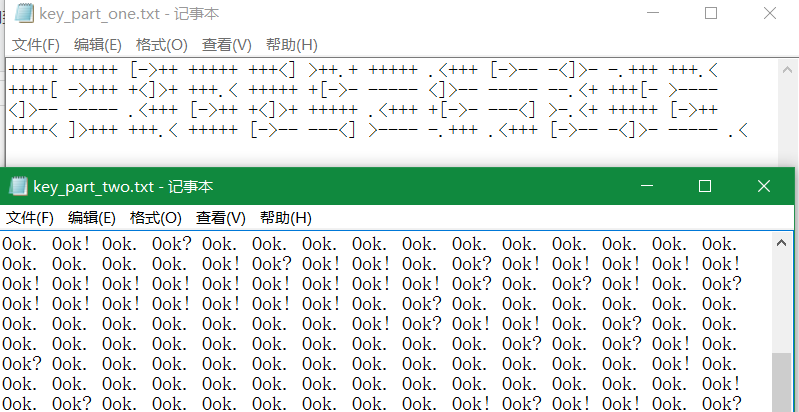 key_part_one.txt - 记事本
文件(F) 编辑(E) 格式(O) 查看(V) 帮助(H)
+++++ +++++ [->++ +++++ +++<] >++.+ +++++ .<+++ [->-- -<]>- -.+++ +++.<
++++[ ->+++ +<]>+ +++.< +++++ +[->- ----- <]>-- ----- --.<+ +++[- >----
<]>-- ----- .<+++ [->++ +<]>+ +++++ .<+++ +[->-- ---<] >-.<+ +++++ [->++
++++< ]>+++ +++.< +++++ [->-- ---<] >---- -.+++ .<+++ [->-- -<]>- ----- .<
key_part_two.txt - 记事本
文件(F) 编辑(E) 格式(O) 查看(V) 帮助(H)
Ook. Ook! Ook. Ook? Ook. Ook. Ook. Ook. Ook. Ook. Ook. Ook. Ook. Ook. Ook.
Ook. Ook. Ook. Ook. Ook! Ook? Ook! Ook! Ook. Ook? Ook! Ook! Ook! Ook! Ook!
Ook! Ook! Ook! Ook! Ook! Ook! Ook! Ook! Ook! Ook? Ook. Ook? Ook! Ook. Ook?
Ook! Ook! Ook! Ook! Ook! Ook! Ook! Ook. Ook? Ook. Ook. Ook. Ook. Ook. Ook.
Ook. Ook. Ook. Ook. Ook. Ook. Ook. Ook! Ook? Ook! Ook! Ook. Ook? Ook. Ook.
Ook. Ook. Ook. Ook. Ook. Ook. Ook. Ook. Ook. Ook. Ook? Ook. Ook? Ook! Ook.
Ook? Ook. Ook. Ook. Ook. Ook. Ook. Ook. Ook. Ook. Ook. Ook. Ook. Ook! Ook.
Ook. Ook. Ook. Ook. Ook. Ook. Ook. Ook. Ook. Ook. Ook. Ook. Ook. Ook. Ook!
Ook. Ook? Ook. Ook. Ook. Ook. Ook. Ook. Ook. Ook! Ook? Ook! Ook! Ook. Ook?